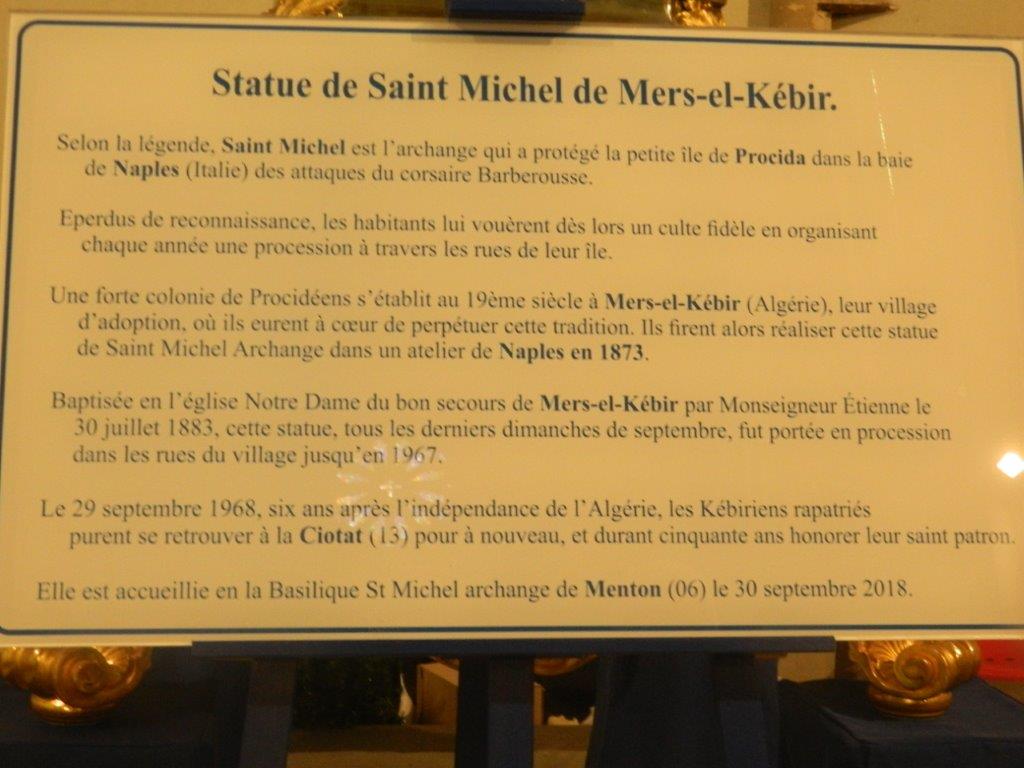 Statue de Saint Michel de Mers-el-Kébir.
Selon la légende, Saint Michel est l'archange qui a protégé la petite île de Procida dans la baie
de Naples (Italie) des attaques du corsaire Barberousse.
Eperdus de reconnaissance, les habitants lui vouèrent dès lors un culte fidèle en organisant
chaque année une procession à travers les rues de leur île.
Une forte colonie de Procidéens s'établit au 19ème siècle à Mers-el-Kébir (Algérie), leur village
d'adoption, où ils eurent à cœur de perpétuer cette tradition. Ils firent alors réaliser cette statue
de Saint Michel Archange dans un atelier de Naples en 1873.
Baptisée en l'église Notre Dame du bon secours de Mers-el-Kébir par Monseigneur Étienne le
30 juillet 1883, cette statue, tous les derniers dimanches de septembre, fut portée en procession
dans les rues du village jusqu'en 1967.
Le 29 septembre 1968, six ans après l'indépendance de l'Algérie, les Kébiriens rapatriés
purent se retrouver à la Ciotat (13) pour à nouveau, et durant cinquante ans honorer leur saint patron.
Elle est accueillie en la Basilique St Michel archange de Menton (06) le 30 septembre 2018.